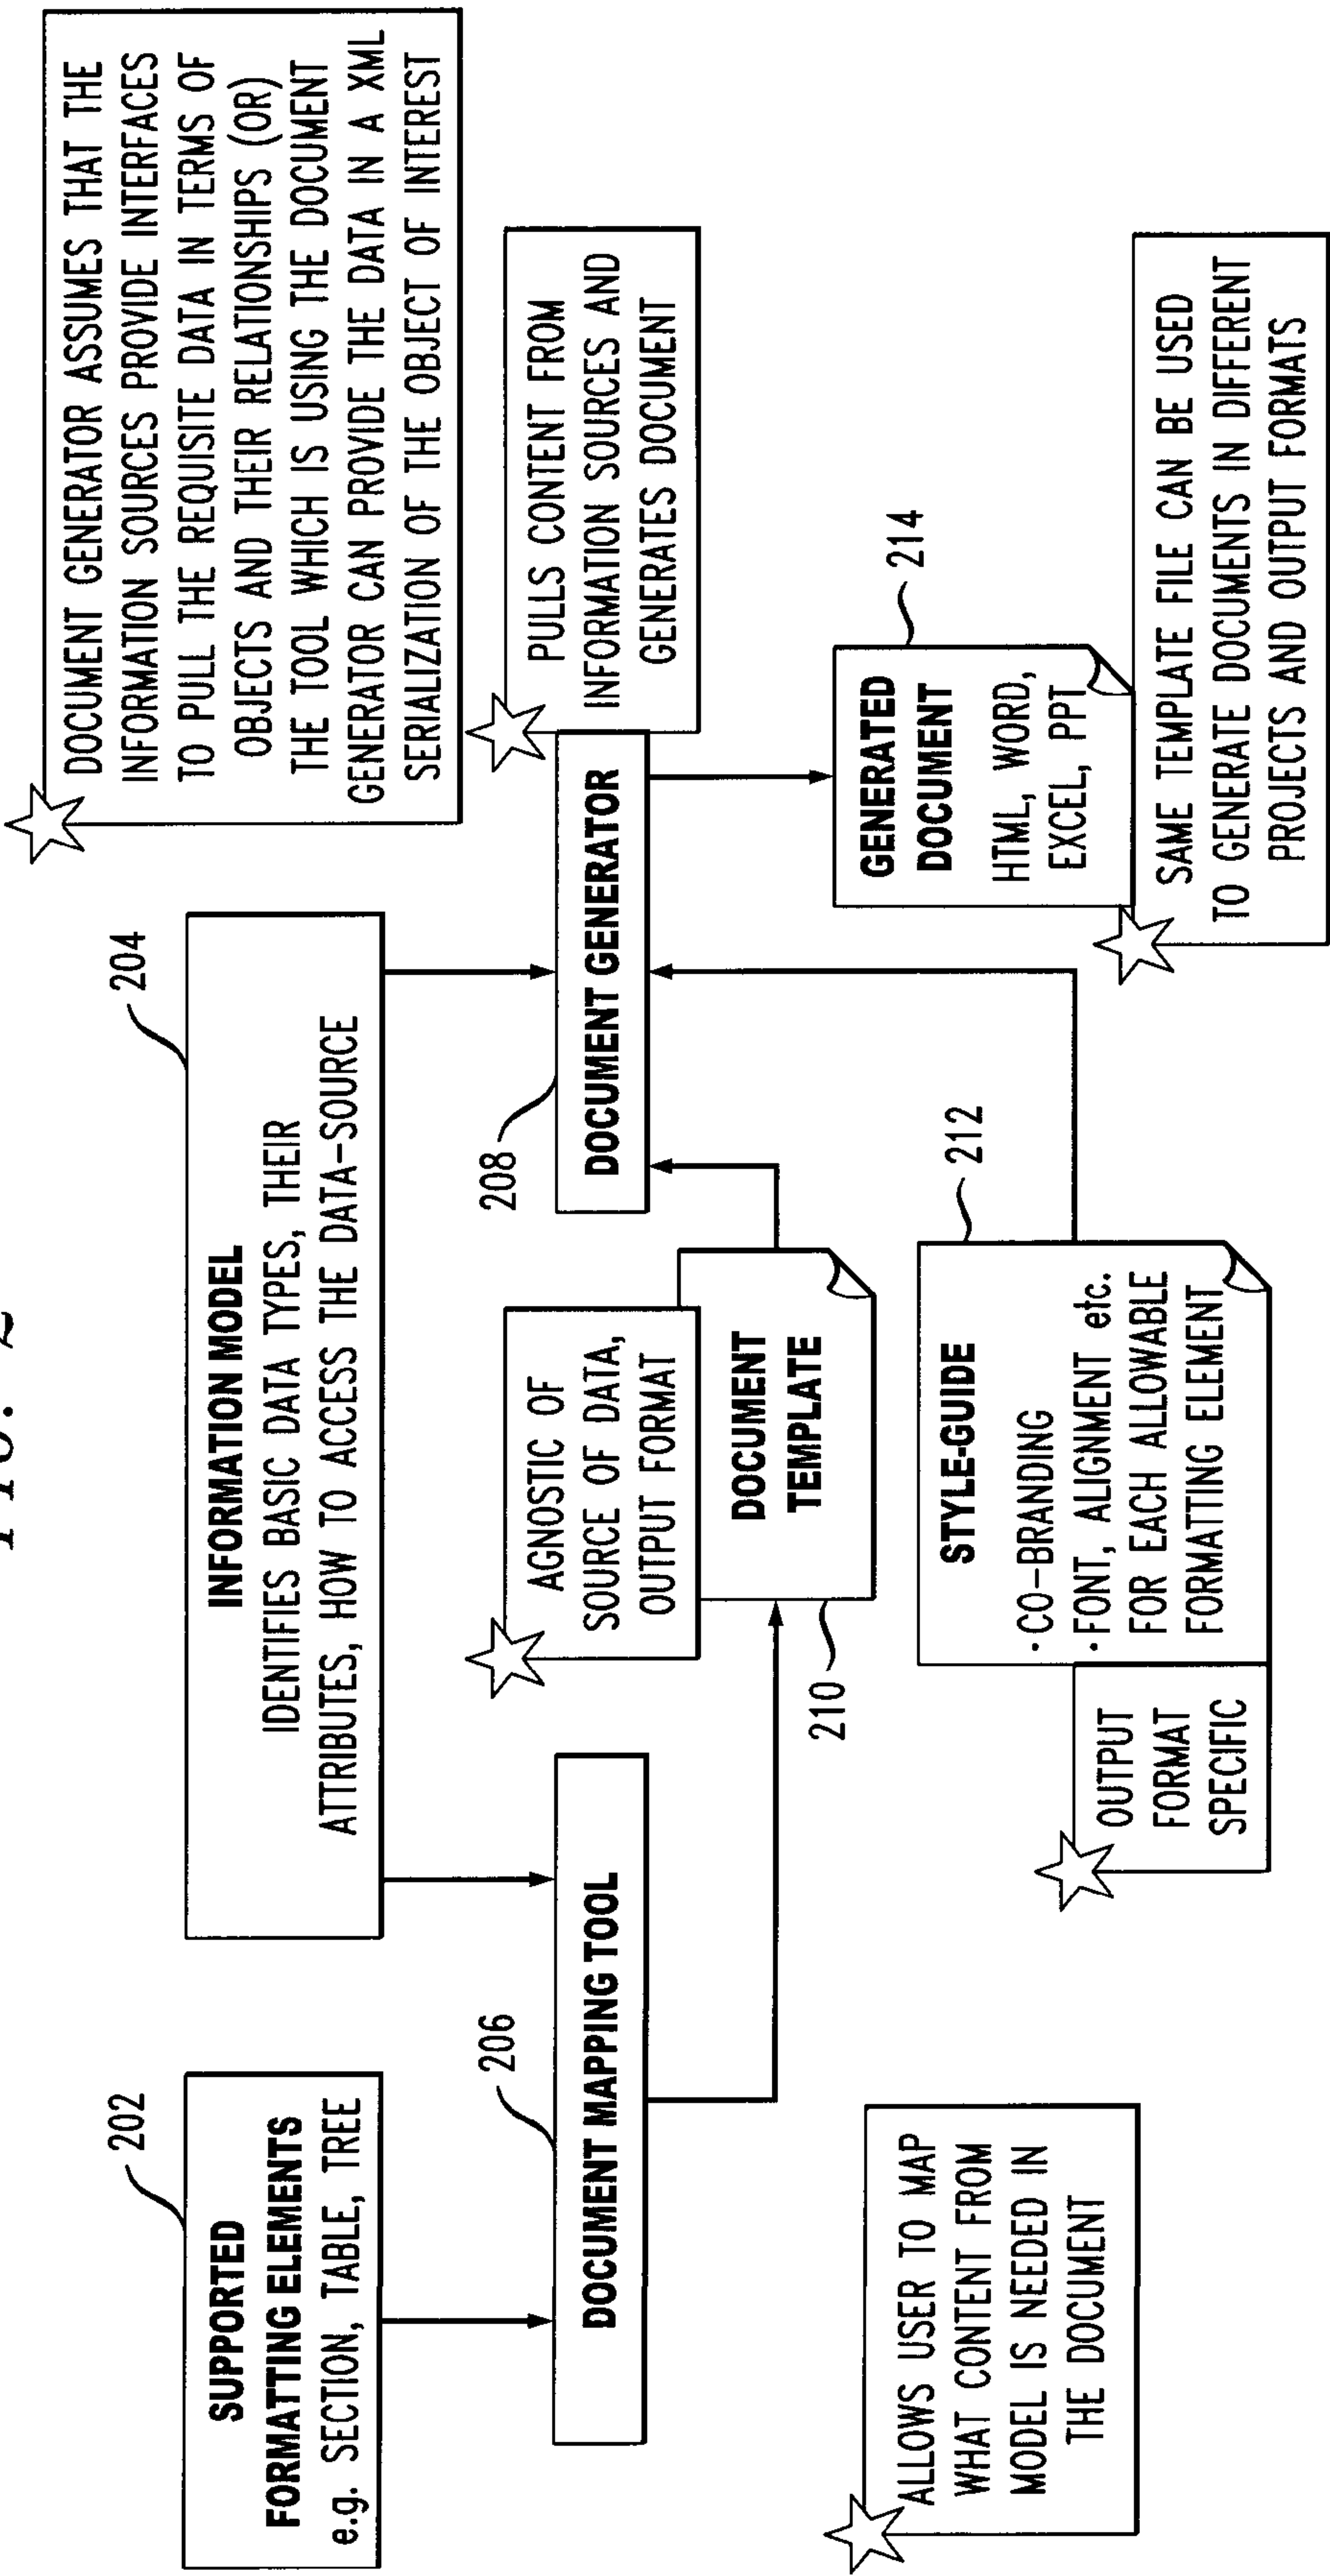 FIG. 2
202
SUPPORTED
FORMATTING ELEMENTS
e.g. SECTION, TABLE, TREE
204
INFORMATION MODEL
IDENTIFIES BASIC DATA TYPES, THEIR
ATTRIBUTES, HOW TO ACCESS THE DATA-SOURCE
DOCUMENT GENERATOR ASSUMES THAT THE
INFORMATION SOURCES PROVIDE INTERFACES
TO PULL THE REQUISITE DATA IN TERMS OF
OBJECTS AND THEIR RELATIONSHIPS (OR)
THE TOOL WHICH IS USING THE DOCUMENT
GENERATOR CAN PROVIDE THE DATA IN A XML
SERIALIZATION OF THE OBJECT OF INTEREST
206
DOCUMENT MAPPING TOOL
AGNOSTIC OF
SOURCE OF DATA,
OUTPUT FORMAT
208
DOCUMENT GENERATOR
PULLS CONTENT FROM
INFORMATION SOURCES AND
GENERATES DOCUMENT
DOCUMENT
TEMPLATE
210
ALLOWS USER TO MAP
WHAT CONTENT FROM
MODEL IS NEEDED IN
THE DOCUMENT
212
STYLE-GUIDE
·CO-BRANDING
·FONT, ALIGNMENT etc.
FOR EACH ALLOWABLE
FORMATTING ELEMENT
OUTPUT
FORMAT
SPECIFIC
214
GENERATED
DOCUMENT
HTML, WORD,
EXCEL, PPT
SAME TEMPLATE FILE CAN BE USED
TO GENERATE DOCUMENTS IN DIFFERENT
PROJECTS AND OUTPUT FORMATS